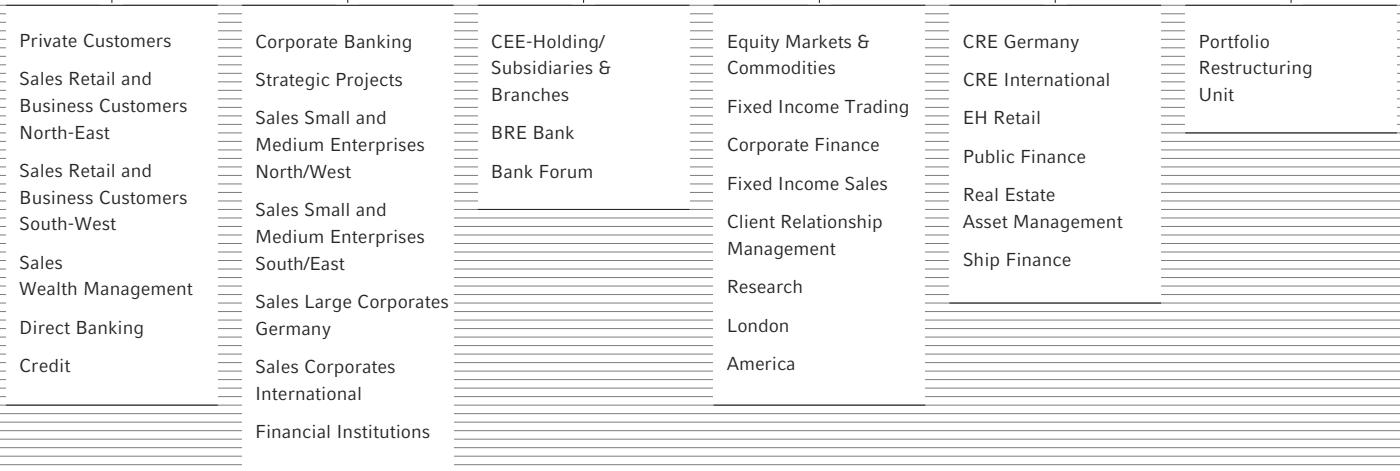 Private Customers
Sales Retail and
Business Customers
North-East
Sales Retail and
Business Customers
South-West
Sales
Wealth Management
Direct Banking
Credit
Corporate Banking
Strategic Projects
Sales Small and
Medium Enterprises
North/West
Sales Small and
Medium Enterprises
South/East
Sales Large Corporates
Germany
Sales Corporates
International
Financial Institutions
CEE-Holding/
Subsidiaries &
Branches
BRE Bank
Bank Forum
Equity Markets &
Commodities
Fixed Income Trading
Corporate Finance
Fixed Income Sales
Client Relationship
Management
Research
London
America
CRE Germany
CRE International
EH Retail
Public Finance
Real Estate
Asset Management
Ship Finance
Portfolio
Restructuring
Unit